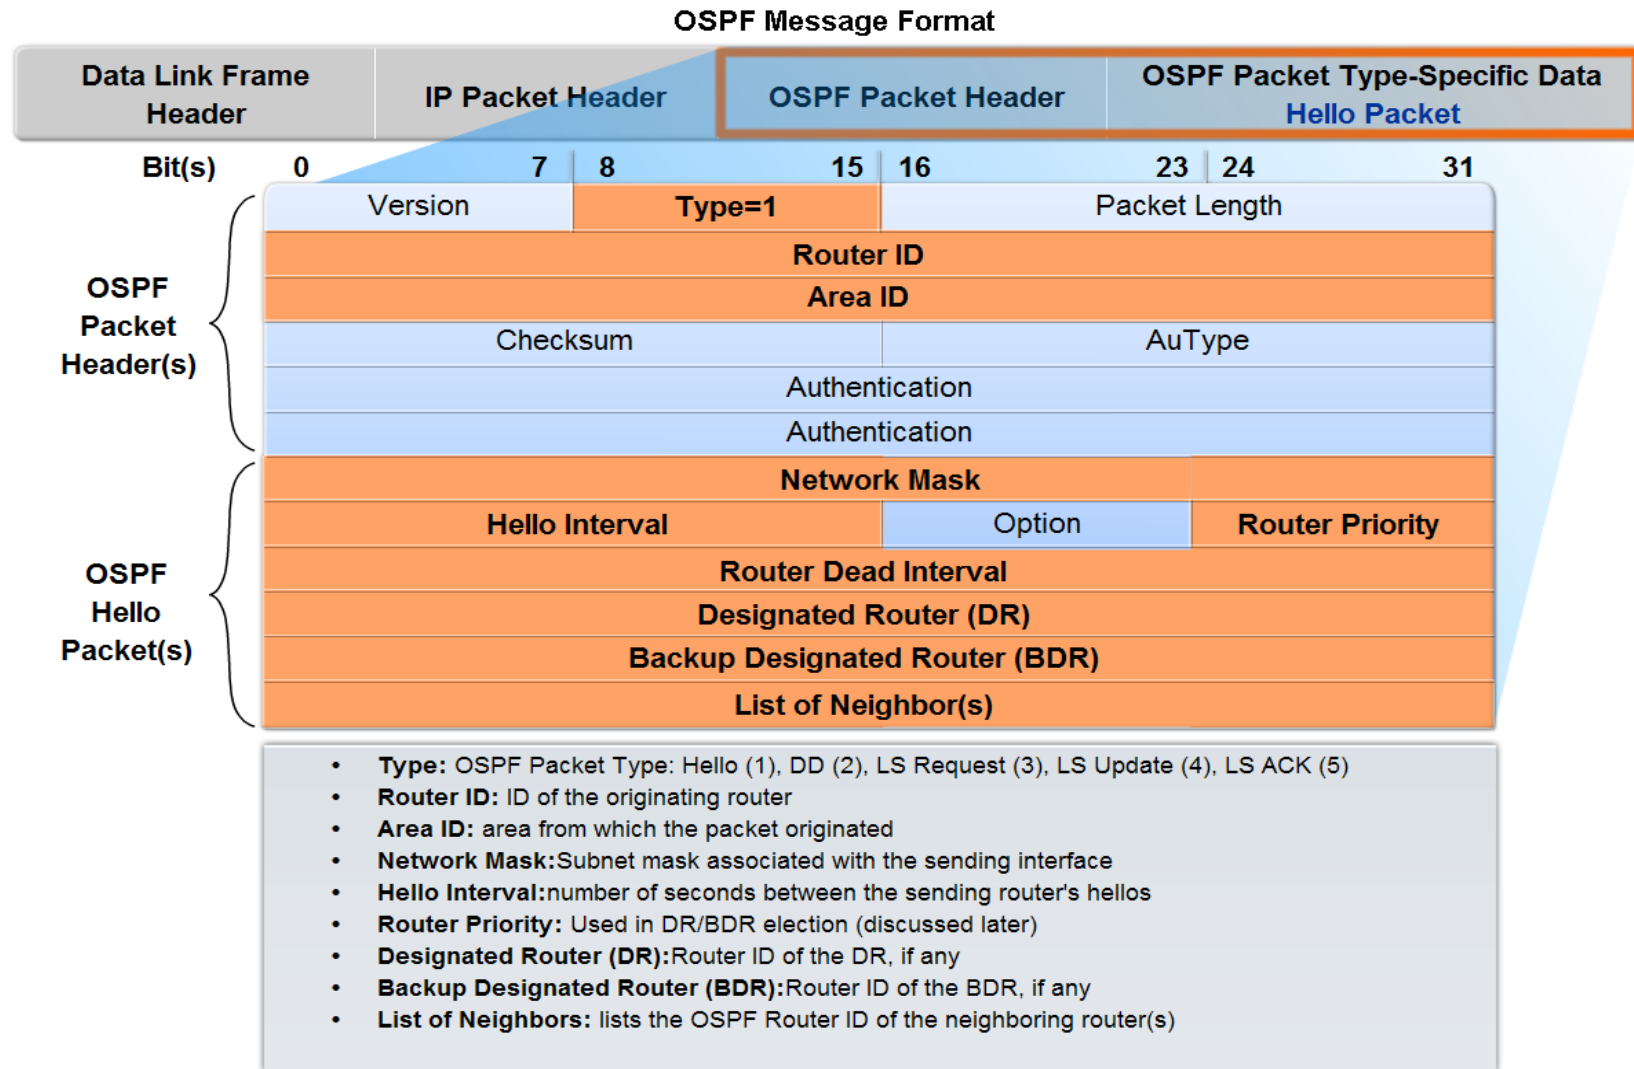 OSPF Message Format
Data Link Frame
Header
IP Packet Header
OSPF Packet Header
OSPF Packet Type-Specific Data
Hello Packet
Bit(s) 0 7 8 15 16 23 24 31
OSPF
Packet
Header(s)
Version Type=1 Packet Length
Router ID
Area ID
Checksum AuType
Authentication
Authentication
OSPF
Hello
Packet(s)
Network Mask
Hello Interval Option Router Priority
Router Dead Interval
Designated Router (DR)
Backup Designated Router (BDR)
List of Neighbor(s)
• Type: OSPF Packet Type: Hello (1), DD (2), LS Request (3), LS Update (4), LS ACK (5)
• Router ID: ID of the originating router
• Area ID: area from which the packet originated
• Network Mask:Subnet mask associated with the sending interface
• Hello Interval:number of seconds between the sending router's hellos
• Router Priority: Used in DR/BDR election (discussed later)
• Designated Router (DR):Router ID of the DR, if any
• Backup Designated Router (BDR):Router ID of the BDR, if any
• List of Neighbors: lists the OSPF Router ID of the neighboring router(s)